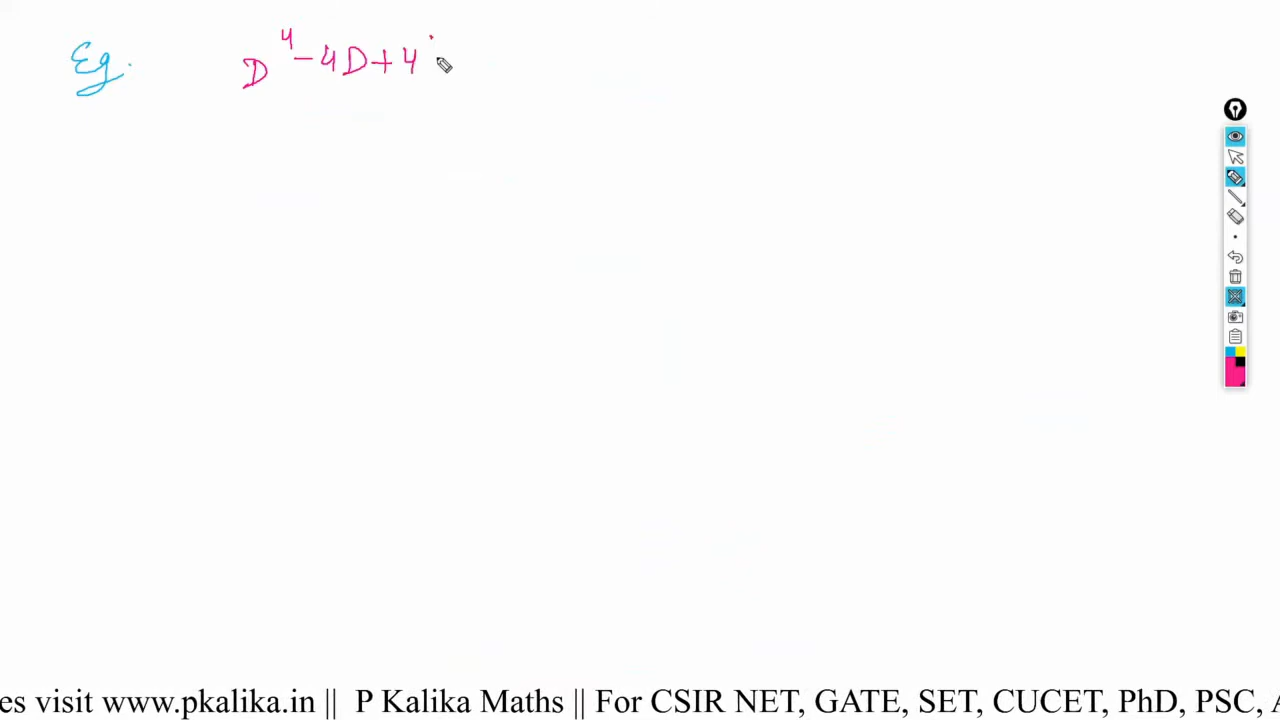 Eg.
D⁴-4D+4
es visit www.pkalika.in || P Kalika Maths || For CSIR NET, GATE, SET, CUCET, PhD, PSC, A